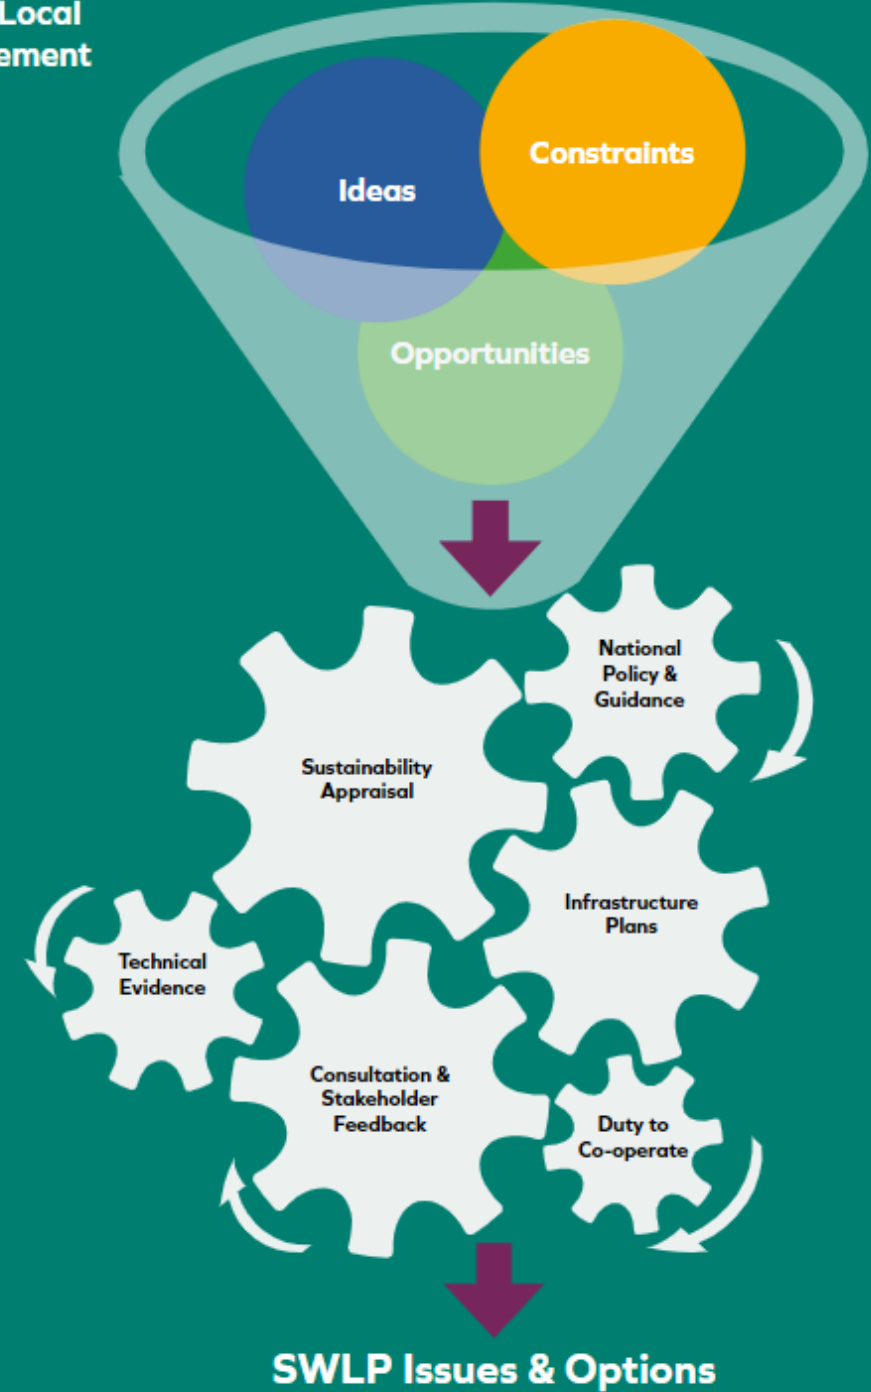 Local
ement
Constraints
Ideas
Opportunities
National
Policy &
Guidance
Sustainability
Appraisal
Infrastructure
Plans
Technical
Evidence
Consultation &
Stakeholder
Feedback
Duty to
Co-operate
SWLP Issues & Options